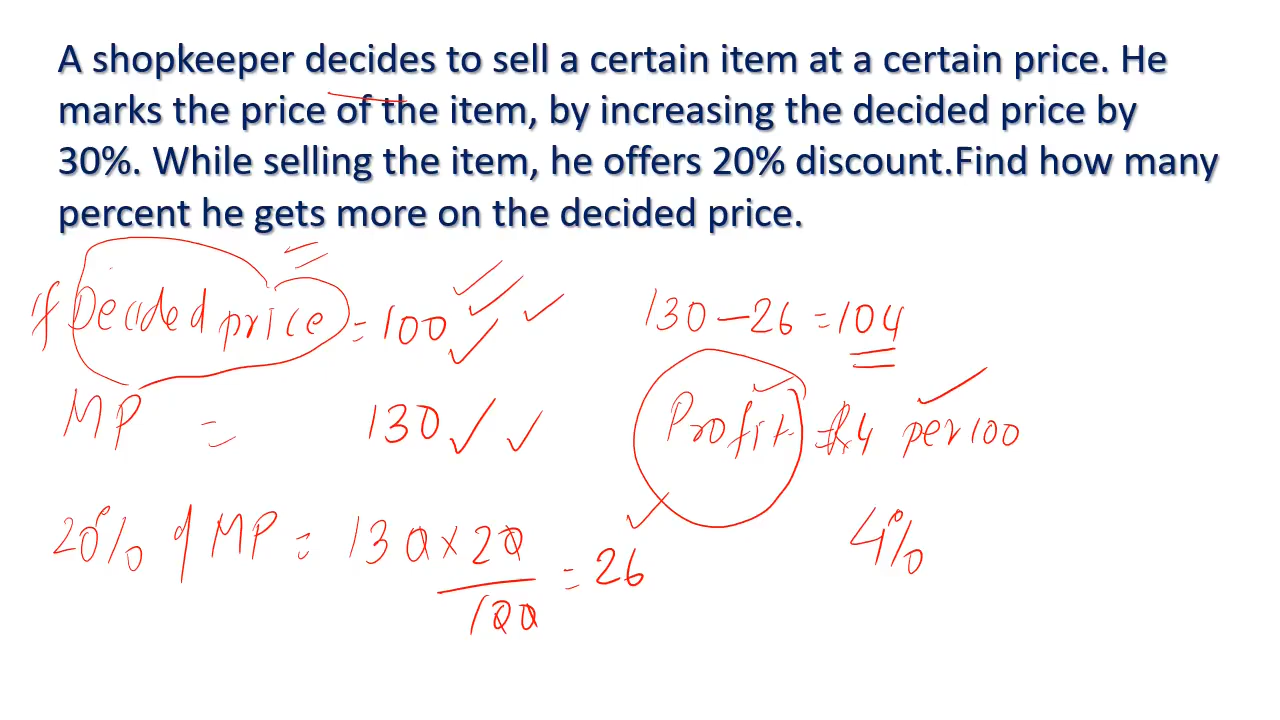 A shopkeeper decides to sell a certain item at a certain price. He
marks the price of the item, by increasing the decided price by
30%. While selling the item, he offers 20% discount.Find how many
percent he gets more on the decided price.
if Decided price = 100
130 - 26 = 104
MP = 130
Profit = Rs 4 per 100
20% of MP = 130 × 20 / 100 = 26
4%